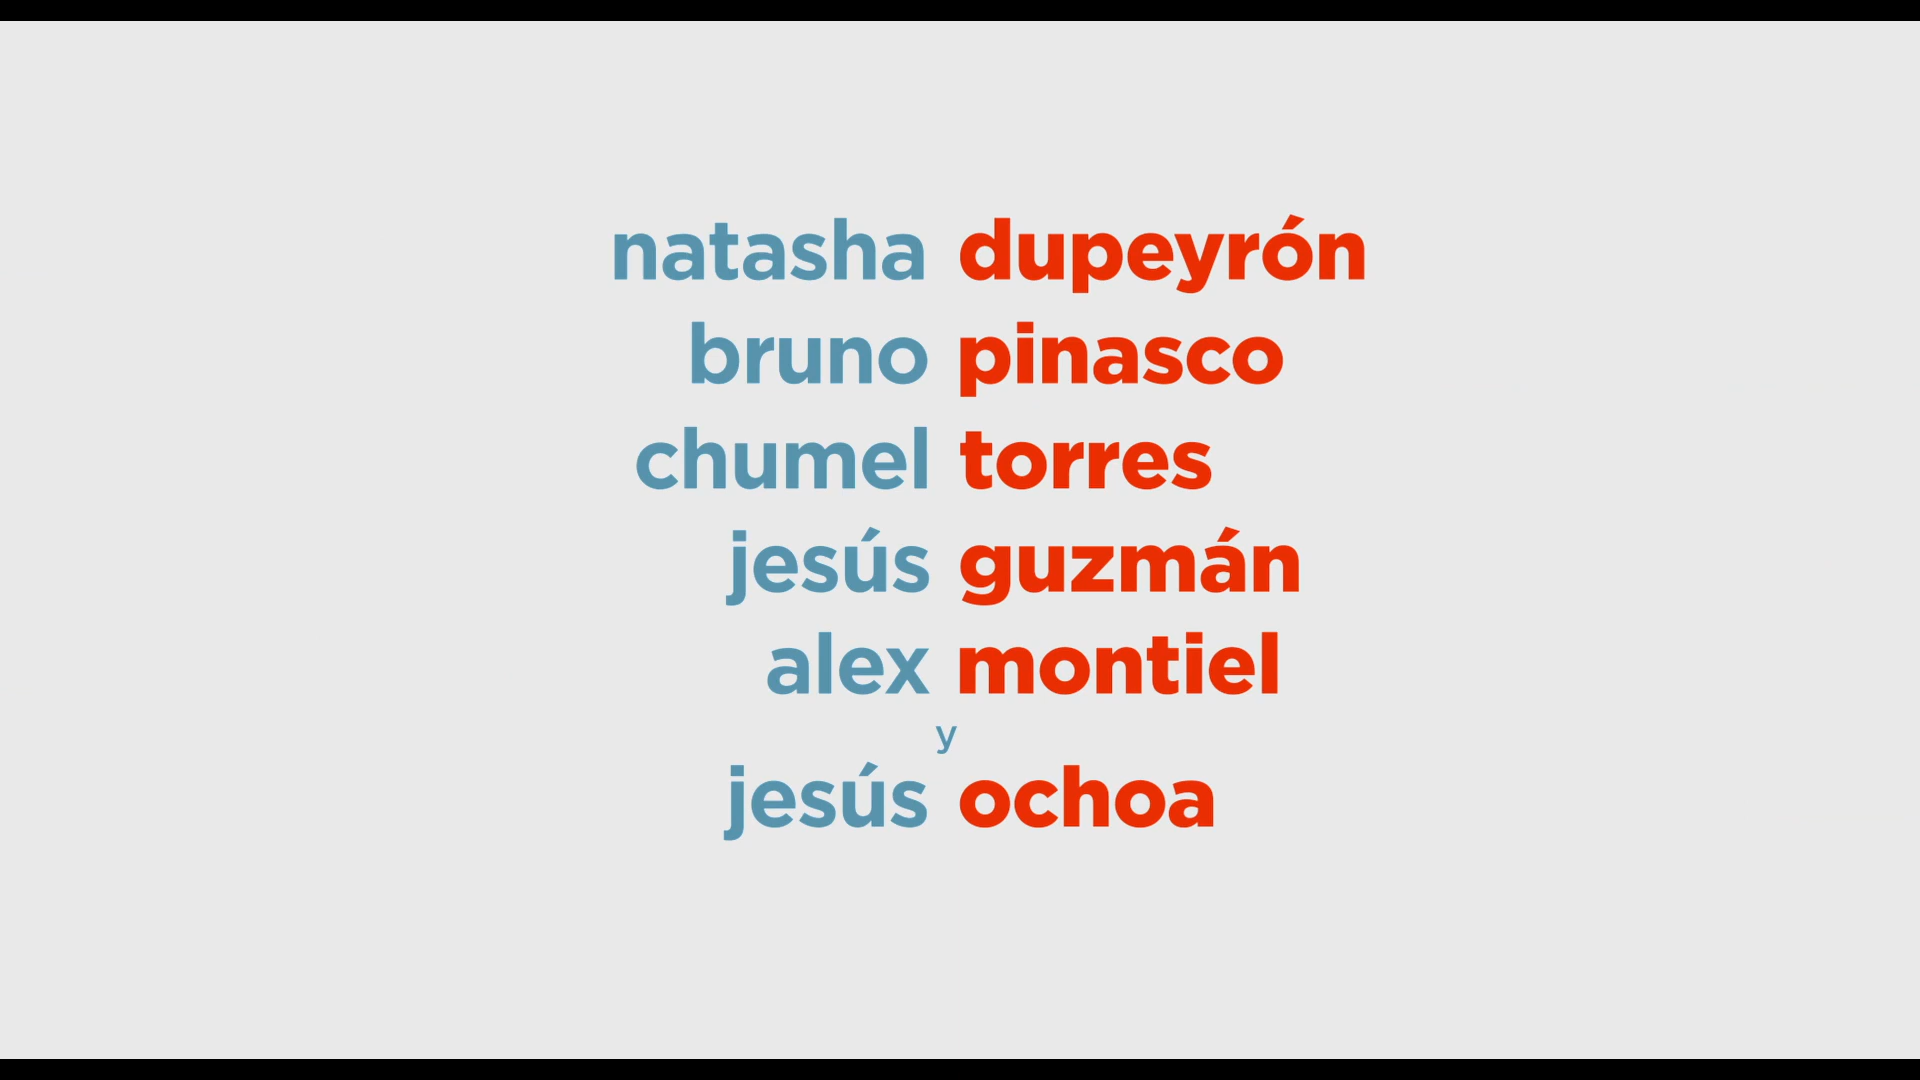 natasha dupeyrón
bruno pinasco
chumel torres
jesús guzmán
alex montiel
y
jesús ochoa